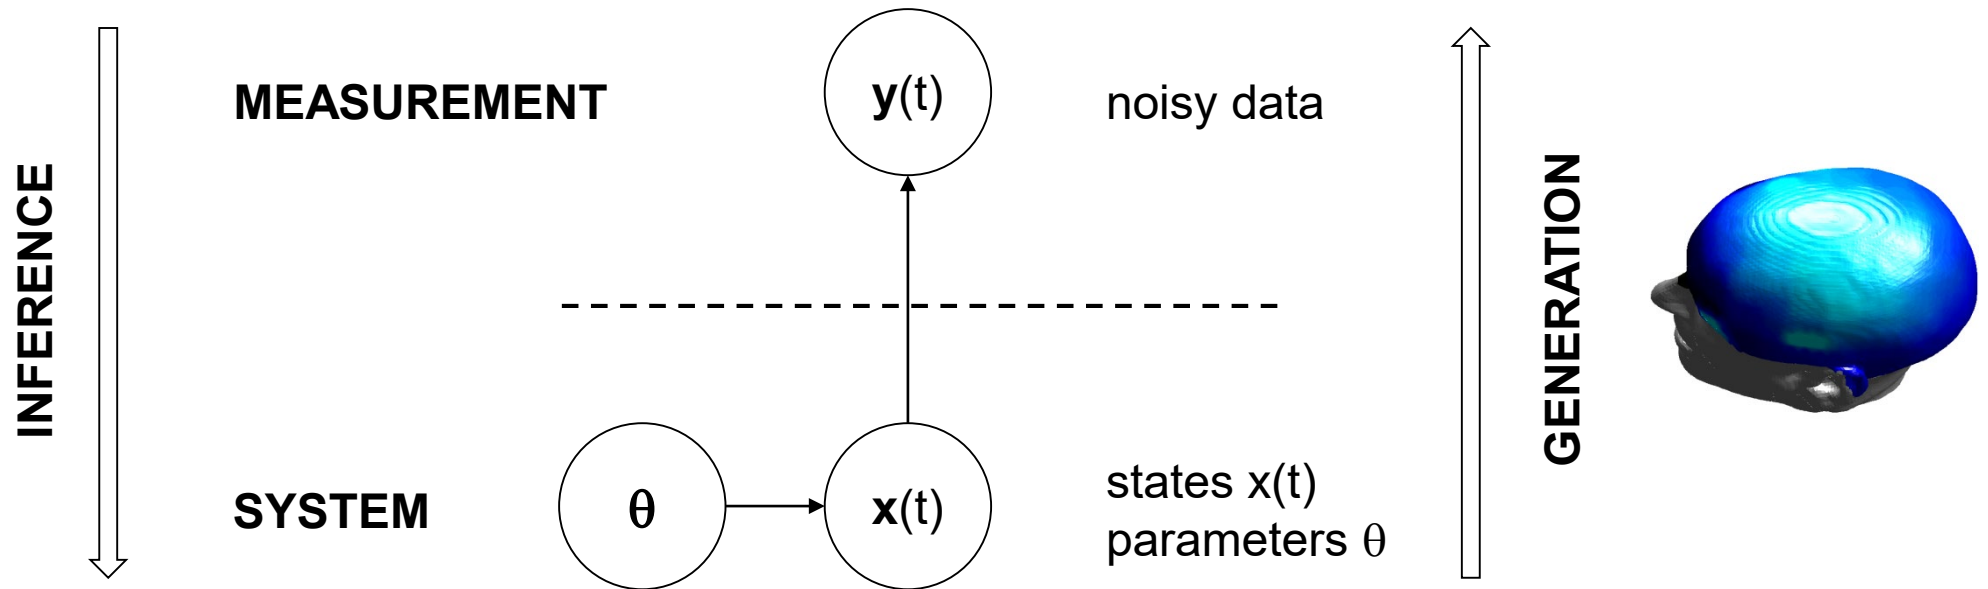 INFERENCE
MEASUREMENT
y(t)
noisy data
GENERATION
SYSTEM
θ
x(t)
states x(t)
parameters θ